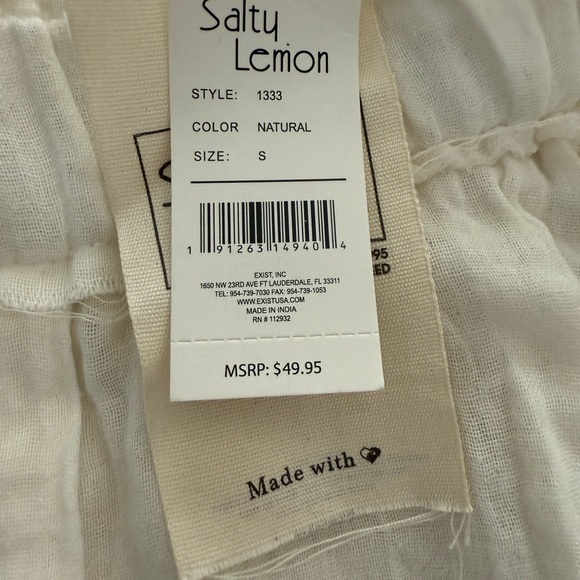 Salty
Lemon
STYLE: 1333
COLOR NATURAL
SIZE: S
1 91263 14940 4
EXIST, INC
1650 NW 23RD AVE FT LAUDERDALE, FL 33311
TEL: 954-739-7030 FAX: 954-739-1053
WWW.EXISTUSA.COM
MADE IN INDIA
RN # 112932
MSRP: $49.95
95
ED
Made with